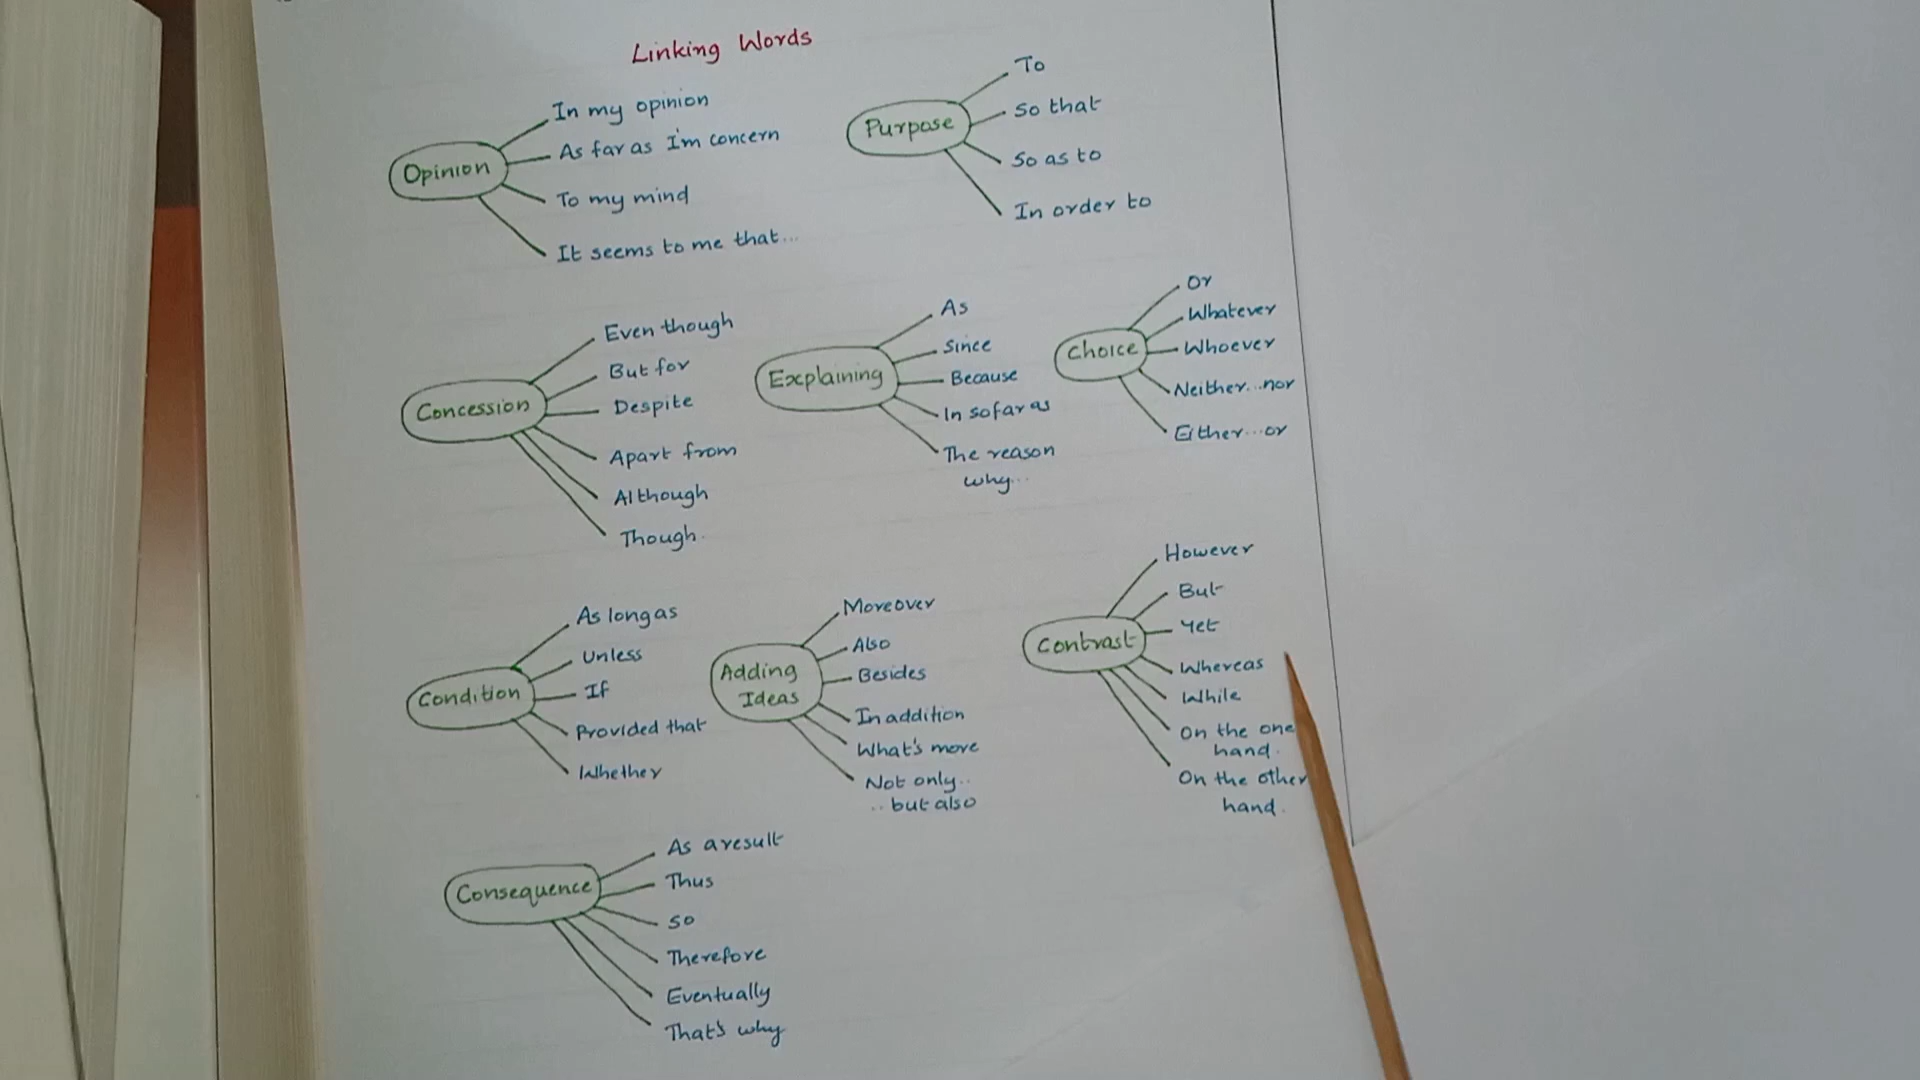 Linking Words
Opinion
In my opinion
As far as I'm concern
To my mind
It seems to me that...
Purpose
To
So that
So as to
In order to
Concession
Even though
But for
Despite
Apart from
Although
Though.
Explaining
As
Since
Because
In sofar as
The reason
why...
Choice
Or
Whatever
Whoever
Neither...nor
Either...or
Condition
As long as
Unless
If
Provided that
Whether
Adding
Ideas
Moreover
Also
Besides
In addition
What's more
Not only..
..but also
Contrast
However
But
Yet
Whereas
While
On the one
hand.
On the other
hand.
Consequence
As a result
Thus
So
Therefore
Eventually
That's why